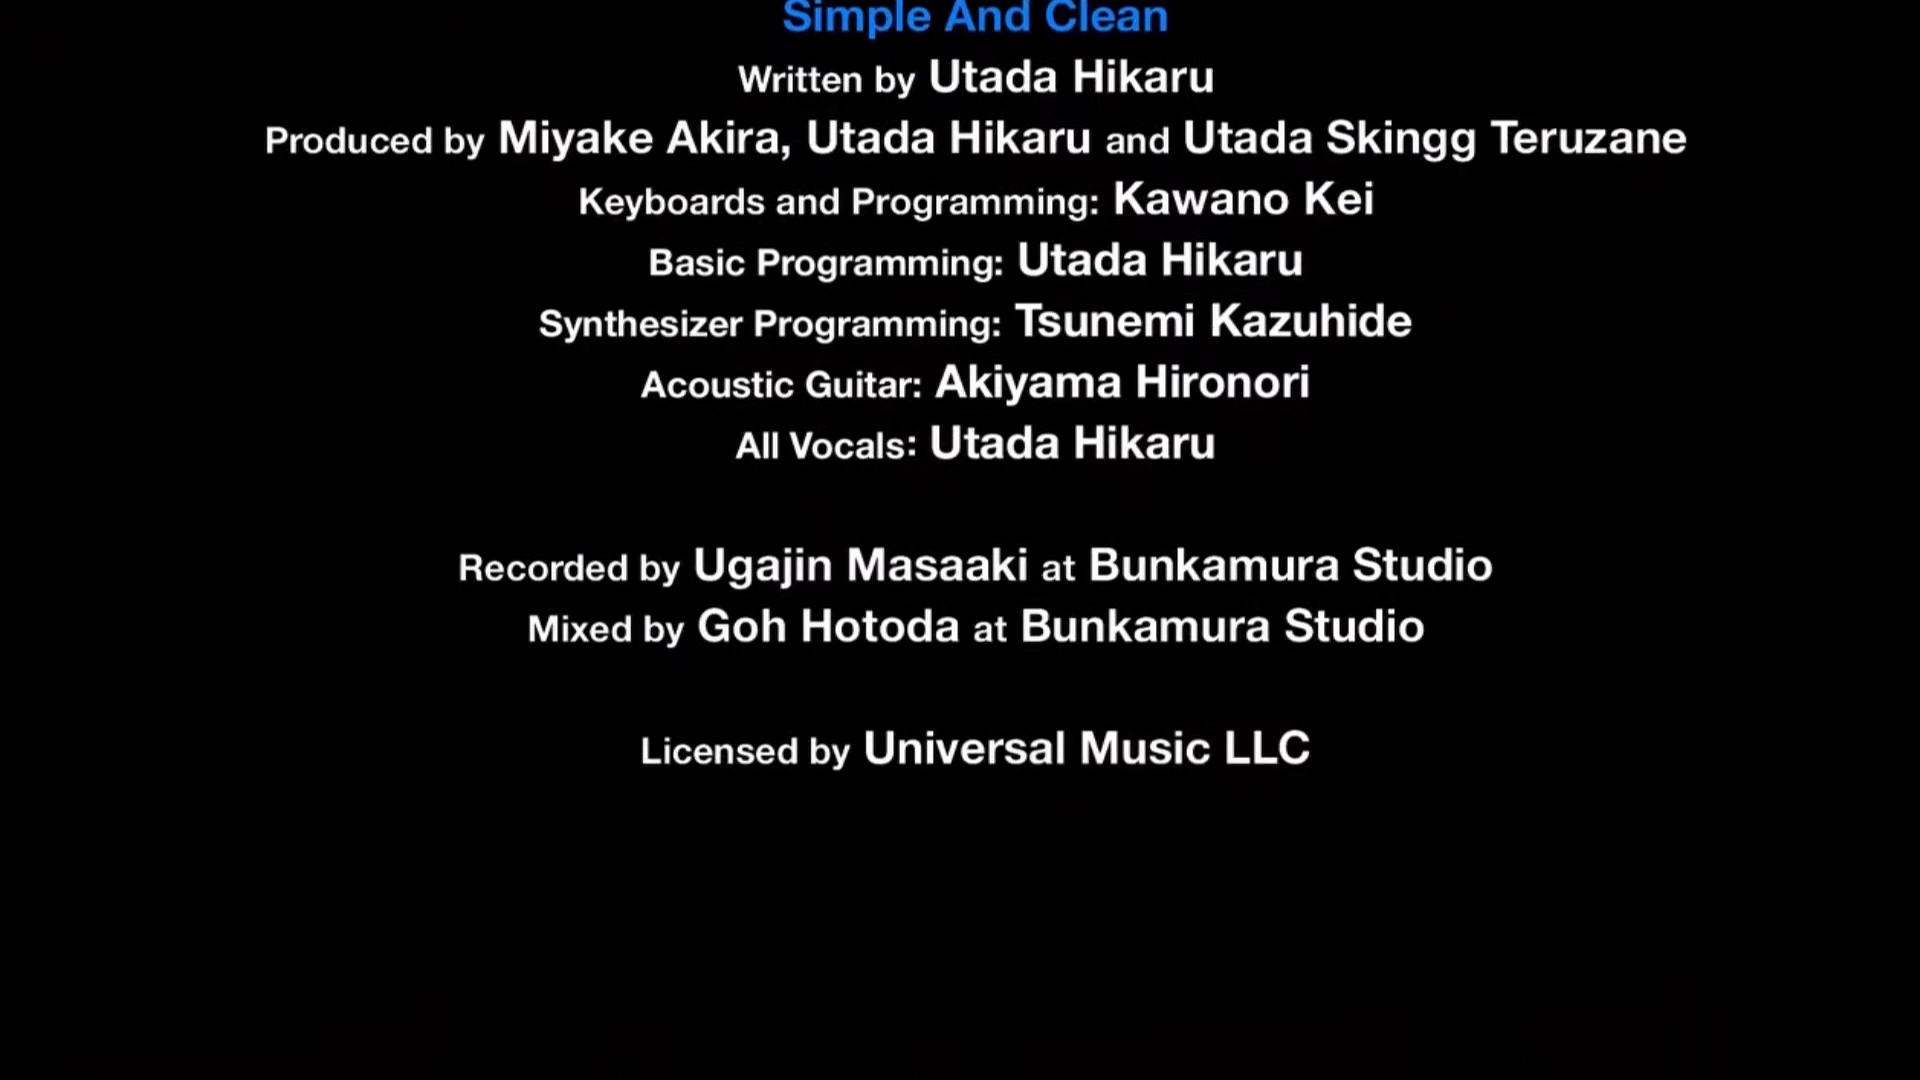 Simple And Clean
Written by Utada Hikaru
Produced by Miyake Akira, Utada Hikaru and Utada Skingg Teruzane
Keyboards and Programming: Kawano Kei
Basic Programming: Utada Hikaru
Synthesizer Programming: Tsunemi Kazuhide
Acoustic Guitar: Akiyama Hironori
All Vocals: Utada Hikaru
Recorded by Ugajin Masaaki at Bunkamura Studio
Mixed by Goh Hotoda at Bunkamura Studio
Licensed by Universal Music LLC